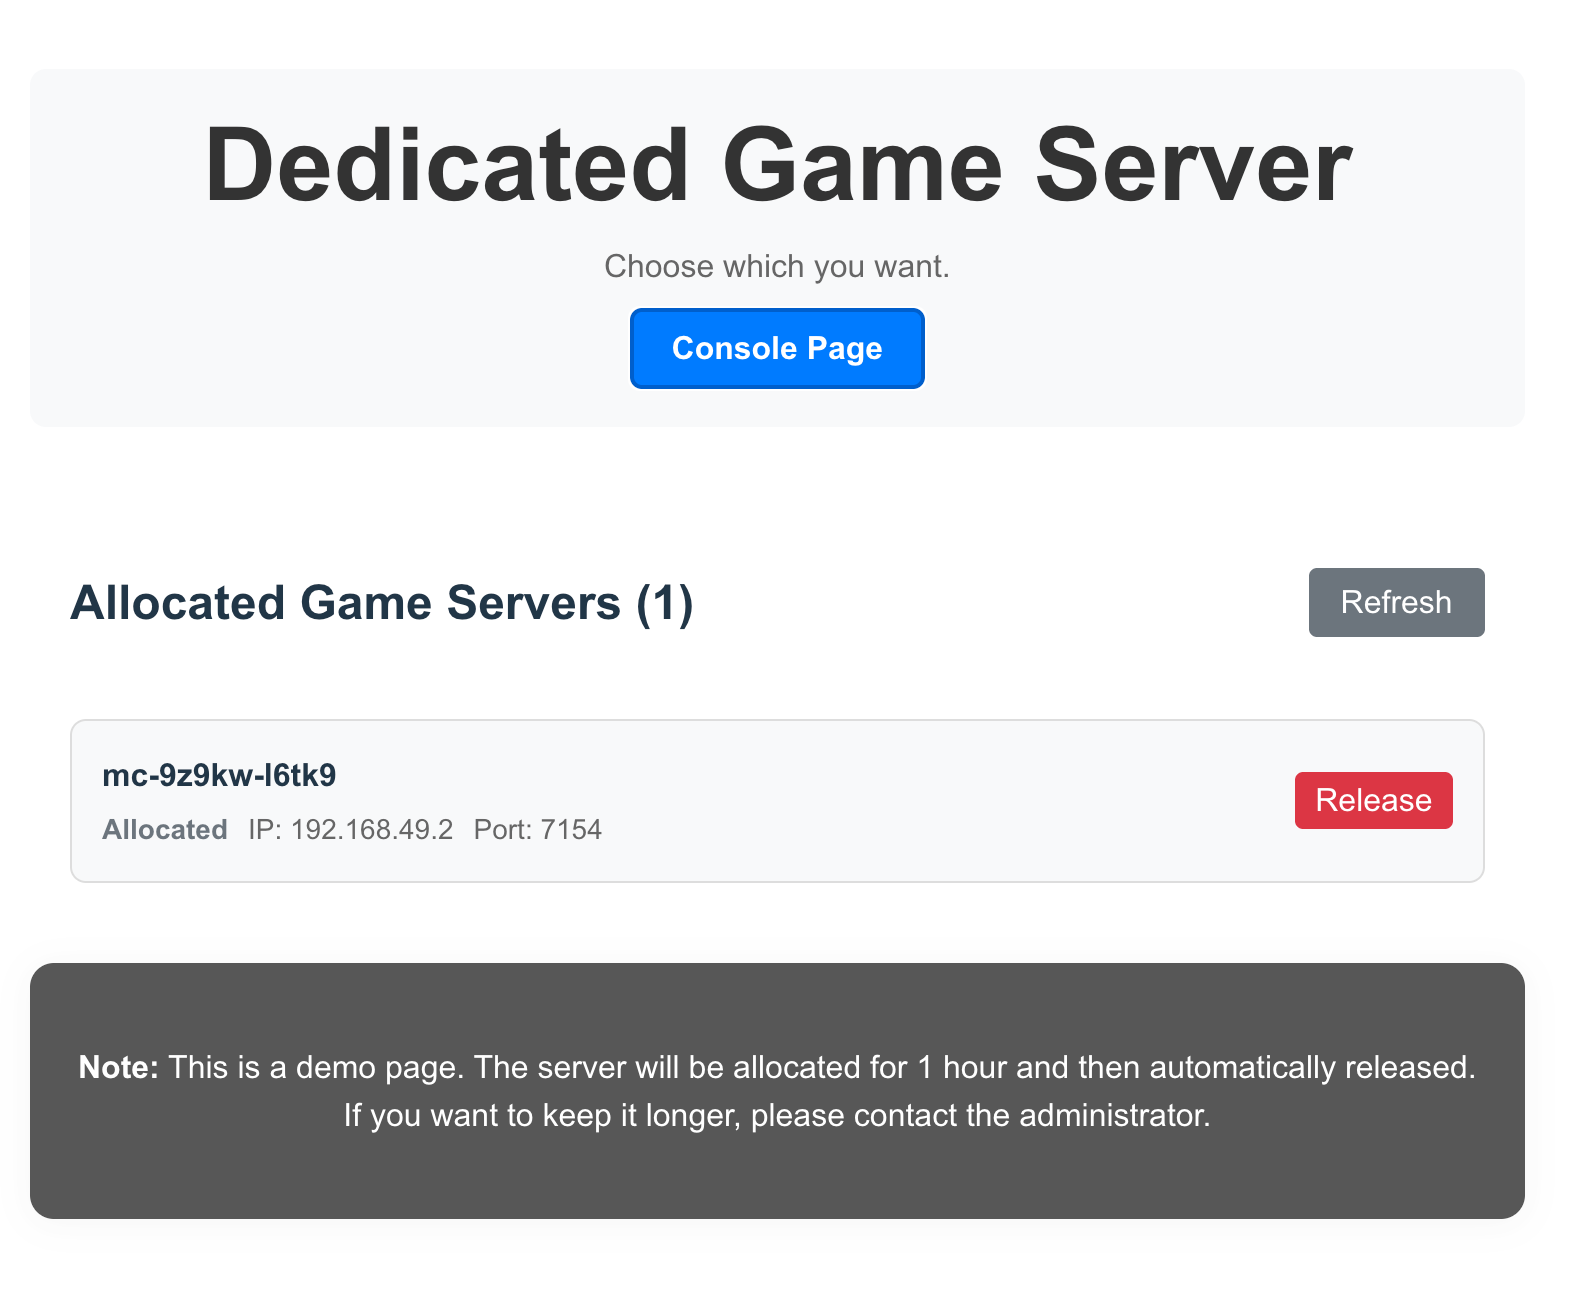 Dedicated Game Server
Choose which you want.
Console Page
Allocated Game Servers (1)
Refresh
mc-9z9kw-l6tk9
Release
Allocated IP: 192.168.49.2 Port: 7154
Note: This is a demo page. The server will be allocated for 1 hour and then automatically released.
If you want to keep it longer, please contact the administrator.